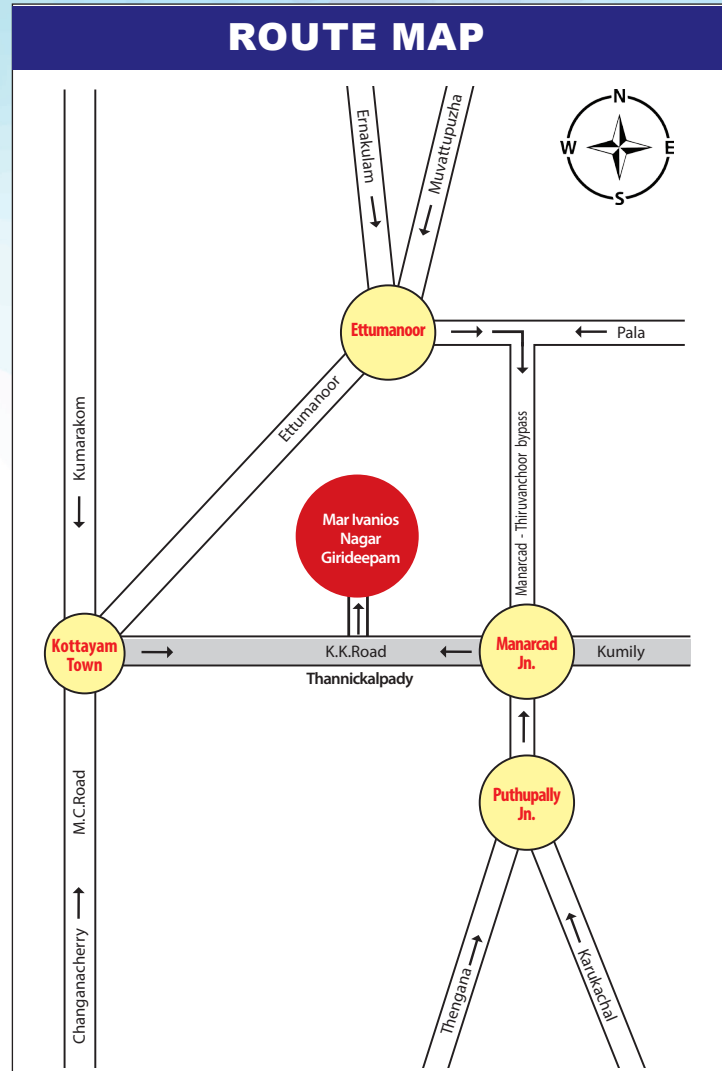 ROUTE MAP
N
W
E
S
Ernakulam
Muvattupuzha
Ettumanoor
Pala
Kumarakom
Ettumanoor
Manarcad - Thiruvanchoor bypass
Mar Ivanios
Nagar
Girideepam
Kottayam
Town
K.K.Road
Manarcad
Jn.
Kumily
Thannickalpady
M.C.Road
Puthupally
Jn.
Changanacherry
Thengana
Karukachal